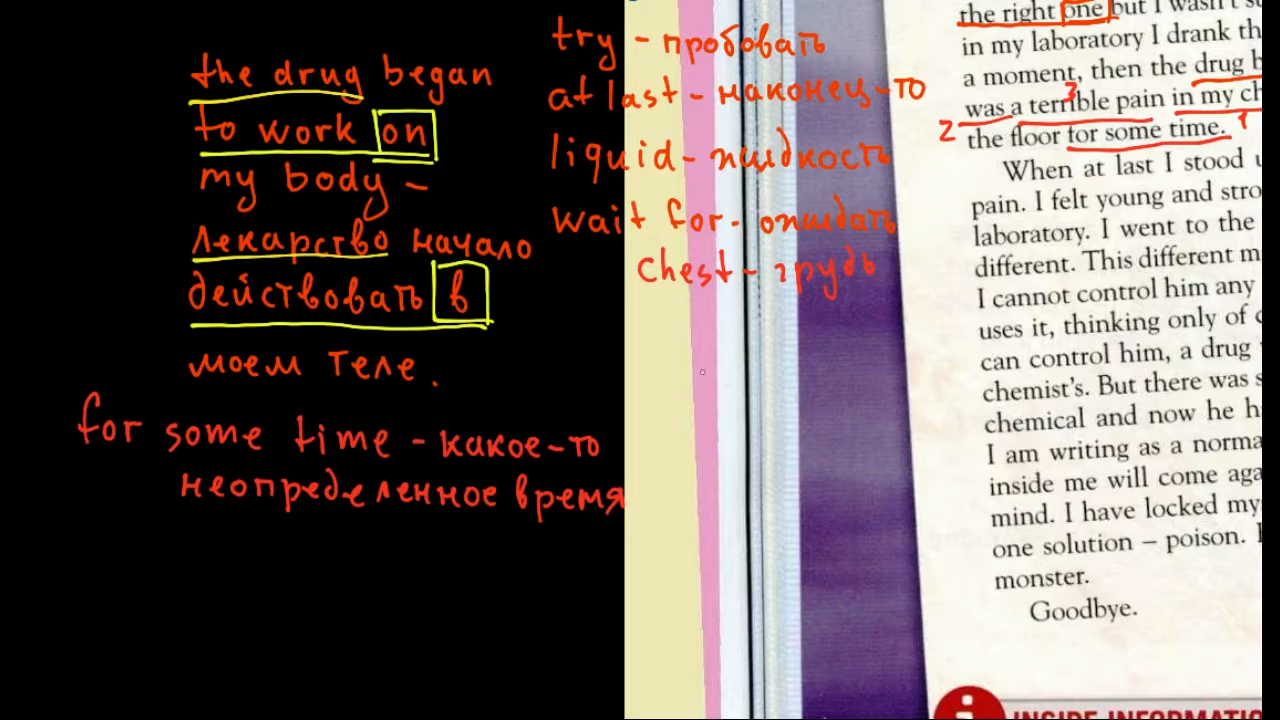 the drug began
to work on
my body –
лекарство начало
действовать в
моем теле.
for some time - какое-то
неопределенное время
try - пробовать
at last - наконец-то
liquid - жидкость
wait for - ожидать
chest - грудь
the right one but I wasn't
in my laboratory I drank
a moment, then the drug
was a terrible pain in my
2 3 1
the floor for some time.
When at last I stood
pain. I felt young and
laboratory. I went to the
different. This different
I cannot control him any
uses it, thinking only of
can control him, a drug
chemist's. But there was
chemical and now he
I am writing as a
inside me will come
mind. I have locked my
one solution – poison.
monster.
Goodbye.
i INSIDE